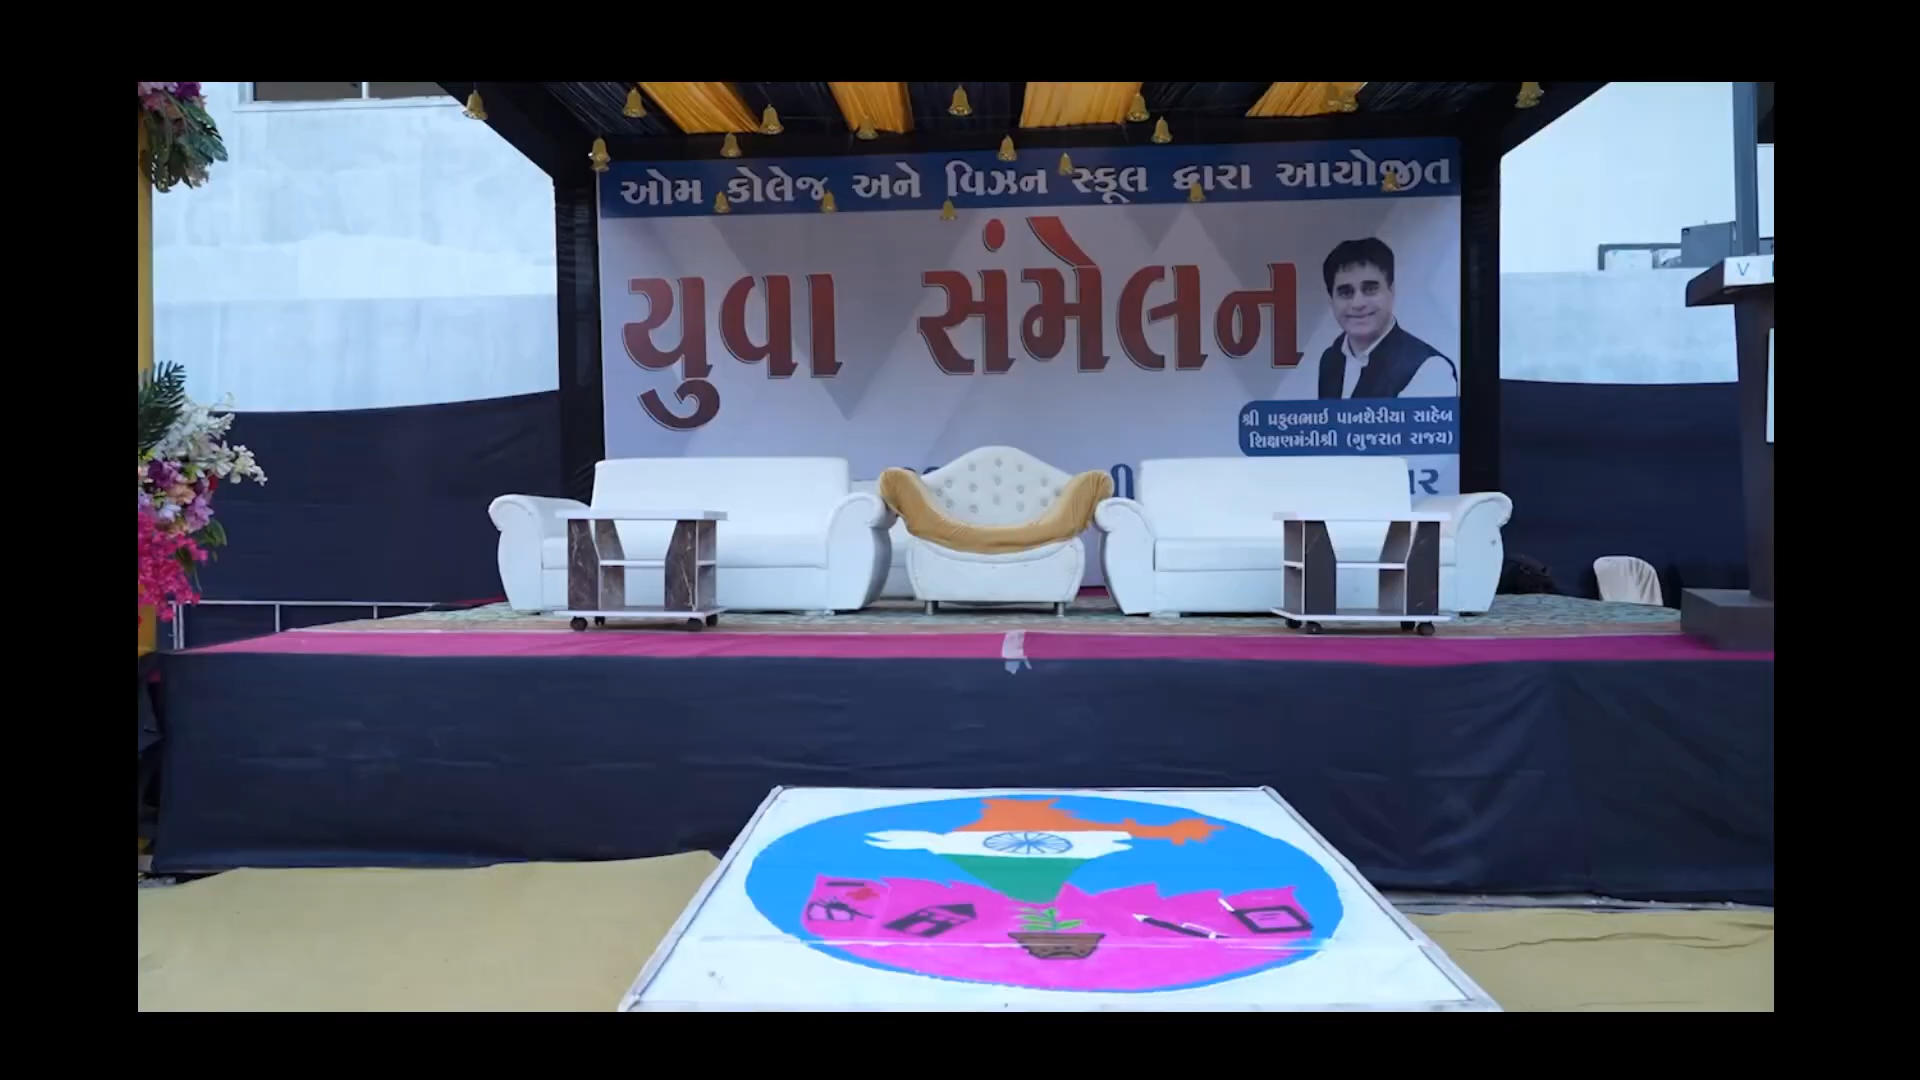 ઓમ કોલેજ અને વિઝન સ્કૂલ દ્વારા આયોજીત
યુવા સંમેલન
શ્રી પ્રફુલભાઈ પાનશેરીયા સાહેબ
શિક્ષણમંત્રીશ્રી (ગુજરાત રાજ્ય)